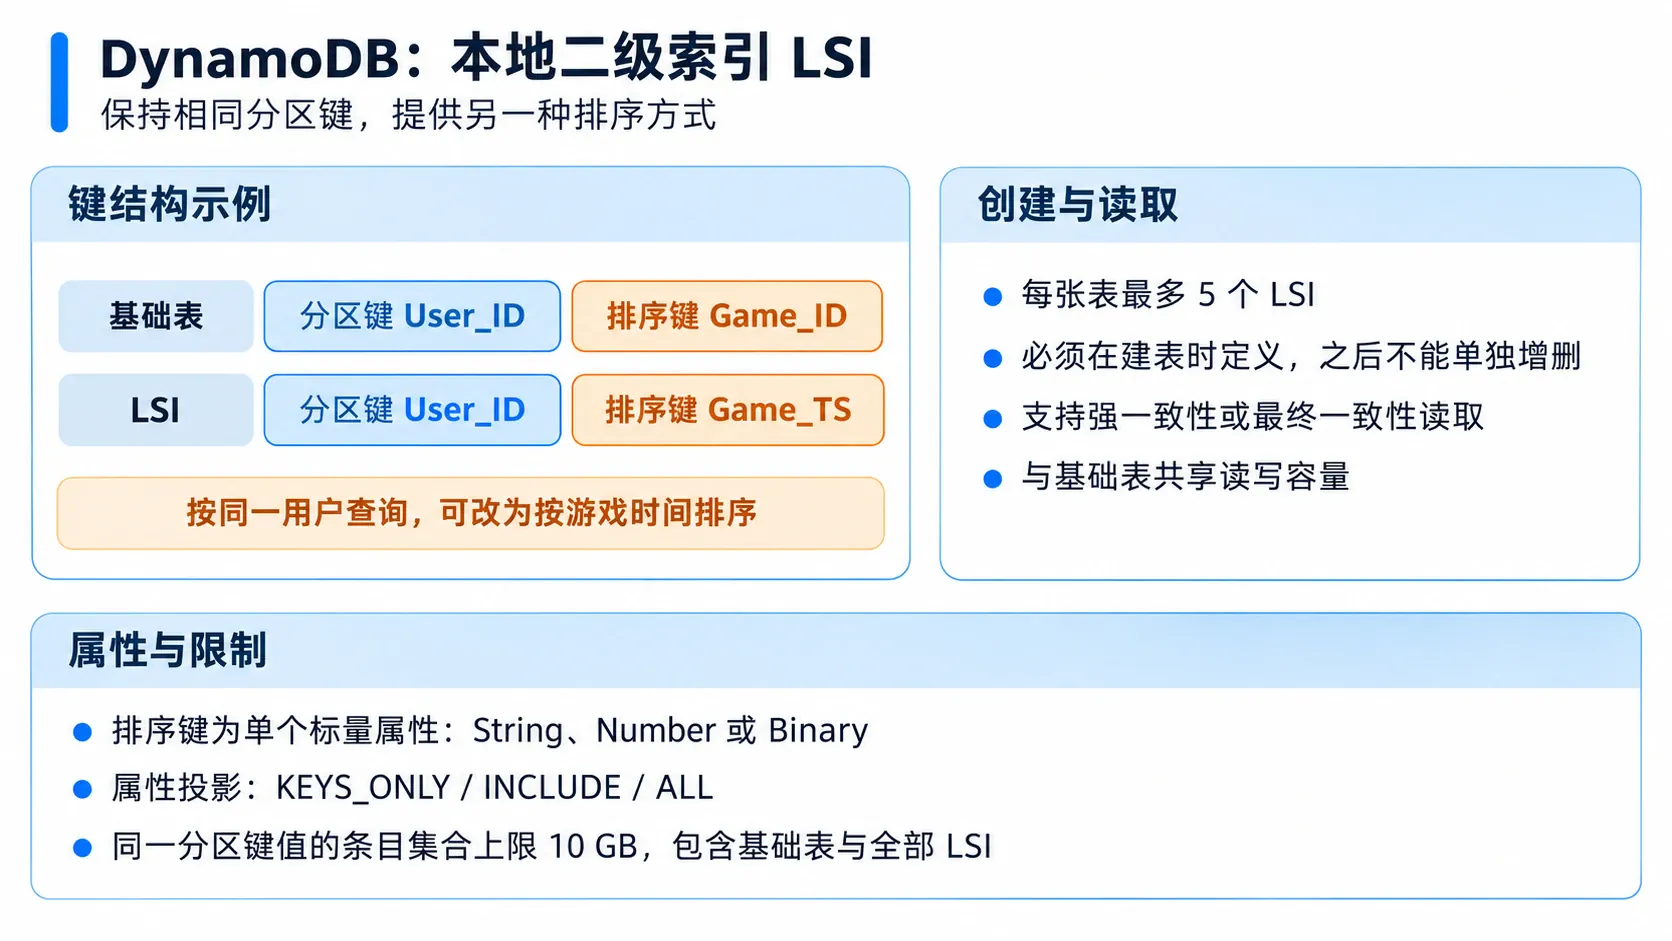 DynamoDB：本地二级索引 LSI
保持相同分区键，提供另一种排序方式
键结构示例
基础表
分区键 User_ID
排序键 Game_ID
LSI
分区键 User_ID
排序键 Game_TS
按同一用户查询，可改为按游戏时间排序
创建与读取
每张表最多 5 个 LSI
必须在建表时定义，之后不能单独增删
支持强一致性或最终一致性读取
与基础表共享读写容量
属性与限制
排序键为单个标量属性：String、Number 或 Binary
属性投影：KEYS_ONLY / INCLUDE / ALL
同一分区键值的条目集合上限 10 GB，包含基础表与全部 LSI